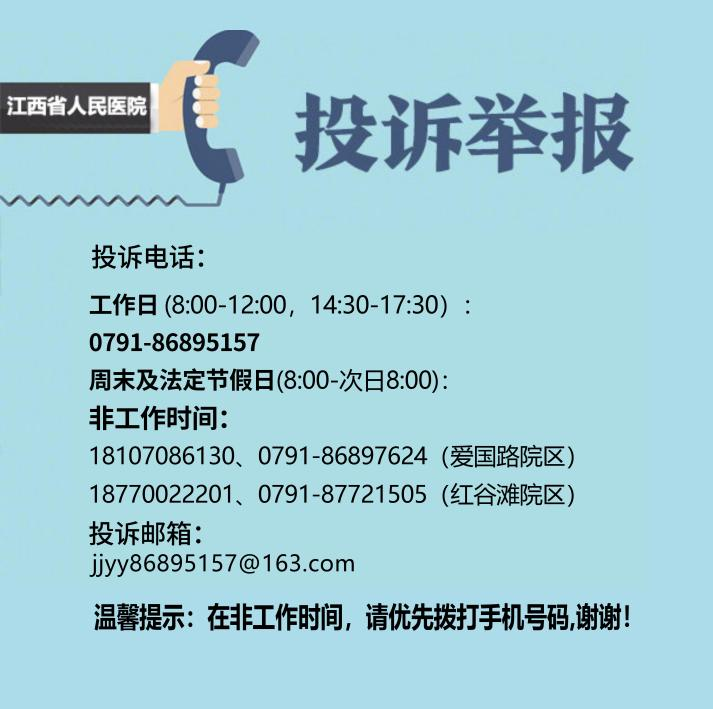 江西省人民医院
投诉举报
投诉电话：
工作日 (8:00-12:00，14:30-17:30）：
0791-86895157
周末及法定节假日(8:00-次日8:00)：
非工作时间：
18107086130、0791-86897624（爱国路院区）
18770022201、0791-87721505（红谷滩院区）
投诉邮箱：
jjyy86895157@163.com
温馨提示：在非工作时间，请优先拨打手机号码,谢谢！